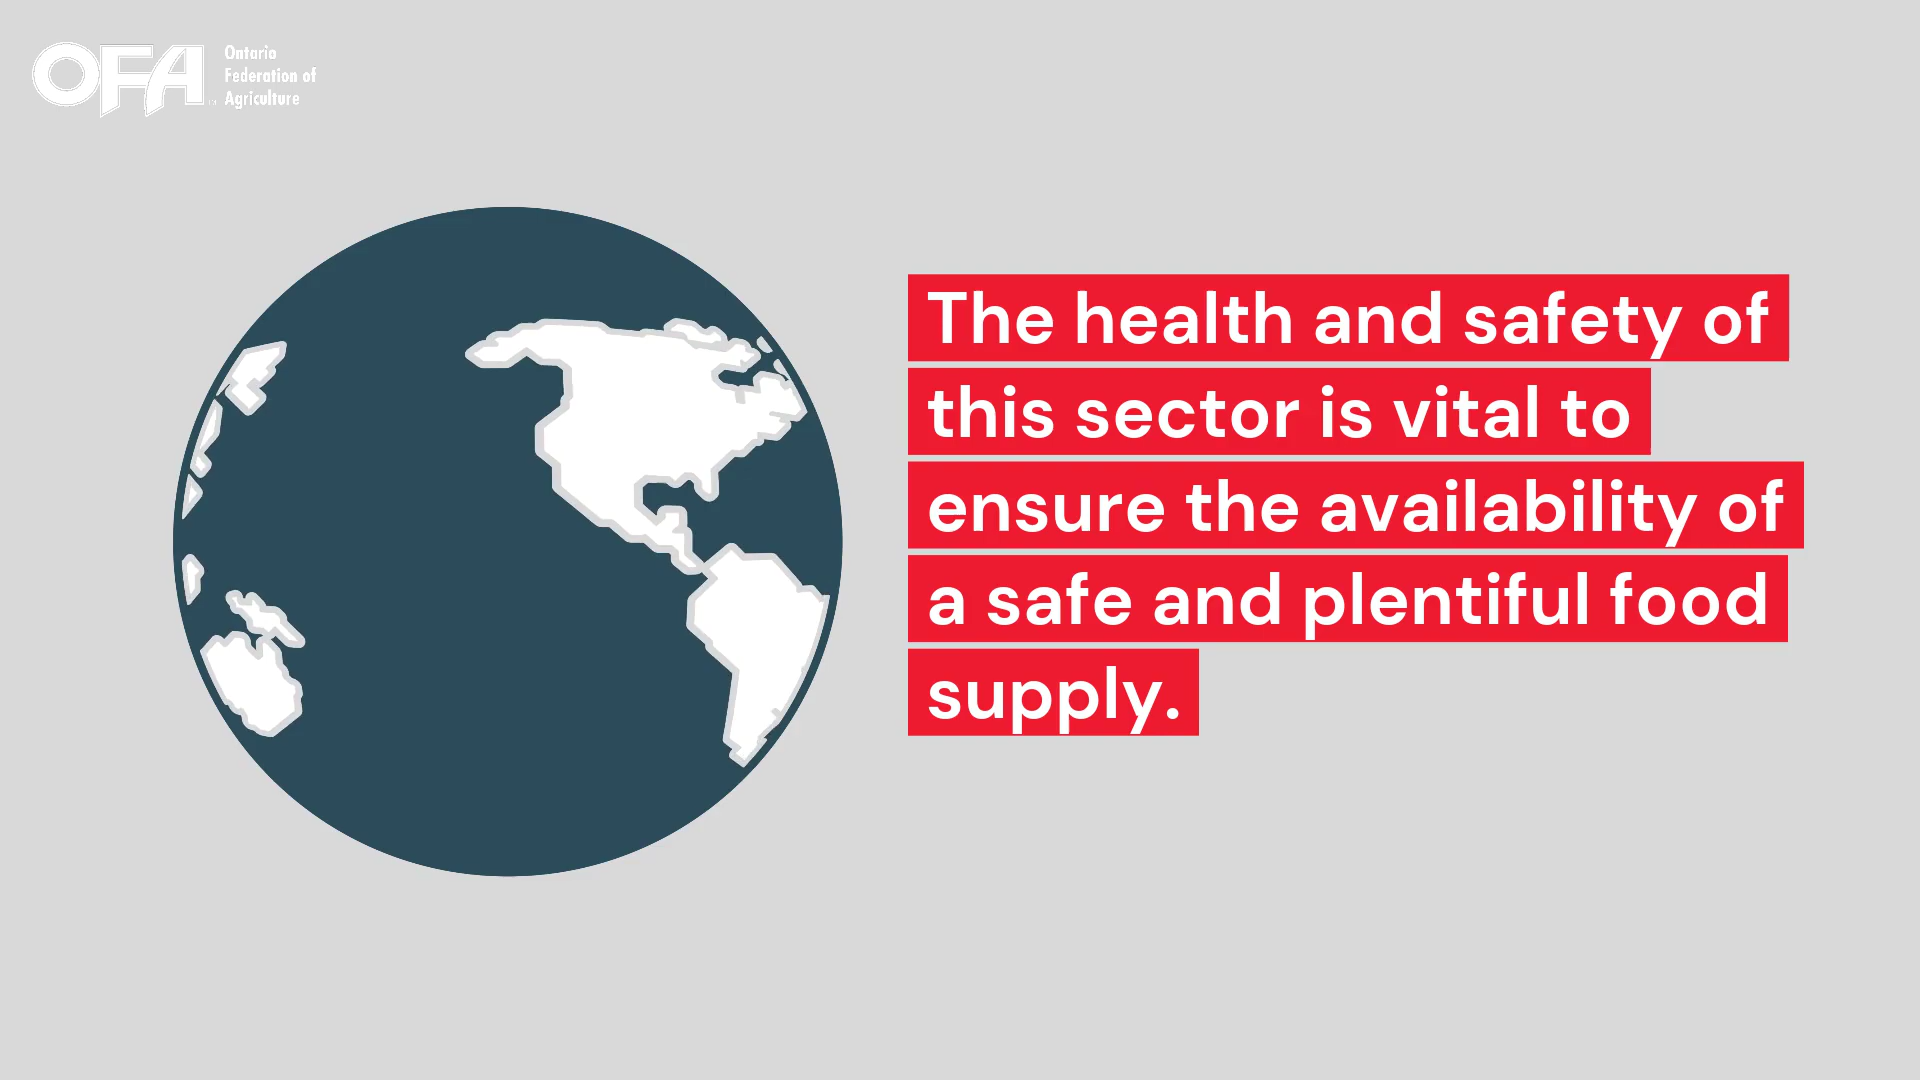 OFA
Ontario
Federation of
Agriculture
The health and safety of
this sector is vital to
ensure the availability of
a safe and plentiful food
supply.